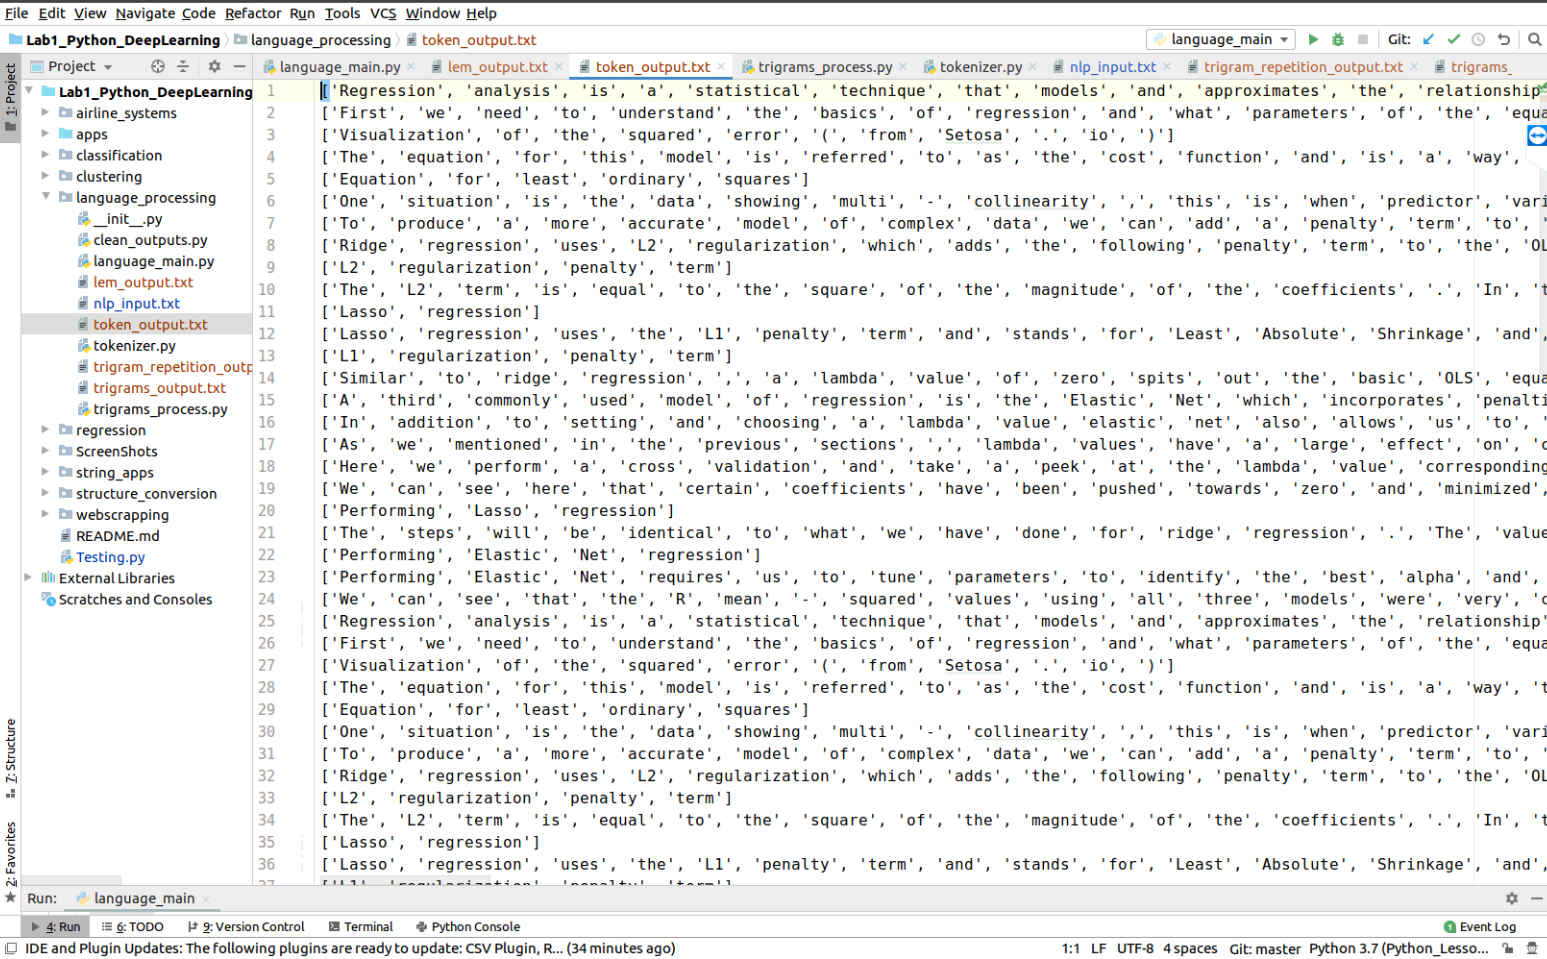 File Edit View Navigate Code Refactor Run Tools VCS Window Help
Lab1_Python_DeepLearning language_processing token_output.txt language_main Git:
1: Project
Project
language_main.py lem_output.txt token_output.txt trigrams_process.py tokenizer.py nlp_input.txt trigram_repetition_output.txt trigrams_
Lab1_Python_DeepLearning
airline_systems
apps
classification
clustering
language_processing
__init__.py
clean_outputs.py
language_main.py
lem_output.txt
nlp_input.txt
token_output.txt
tokenizer.py
trigram_repetition_outp
trigrams_output.txt
trigrams_process.py
regression
ScreenShots
string_apps
structure_conversion
webscrapping
README.md
Testing.py
External Libraries
Scratches and Consoles
7: Structure
2: Favorites
1 ['Regression', 'analysis', 'is', 'a', 'statistical', 'technique', 'that', 'models', 'and', 'approximates', 'the', 'relationship'
2 ['First', 'we', 'need', 'to', 'understand', 'the', 'basics', 'of', 'regression', 'and', 'what', 'parameters', 'of', 'the', 'equa
3 ['Visualization', 'of', 'the', 'squared', 'error', '(', 'from', 'Setosa', '.', 'io', ')']
4 ['The', 'equation', 'for', 'this', 'model', 'is', 'referred', 'to', 'as', 'the', 'cost', 'function', 'and', 'is', 'a', 'way',
5 ['Equation', 'for', 'least', 'ordinary', 'squares']
6 ['One', 'situation', 'is', 'the', 'data', 'showing', 'multi', '-', 'collinearity', ',', 'this', 'is', 'when', 'predictor', 'vari
7 ['To', 'produce', 'a', 'more', 'accurate', 'model', 'of', 'complex', 'data', 'we', 'can', 'add', 'a', 'penalty', 'term', 'to',
8 ['Ridge', 'regression', 'uses', 'L2', 'regularization', 'which', 'adds', 'the', 'following', 'penalty', 'term', 'to', 'the', 'OL
9 ['L2', 'regularization', 'penalty', 'term']
10 ['The', 'L2', 'term', 'is', 'equal', 'to', 'the', 'square', 'of', 'the', 'magnitude', 'of', 'the', 'coefficients', '.', 'In', 't
11 ['Lasso', 'regression']
12 ['Lasso', 'regression', 'uses', 'the', 'L1', 'penalty', 'term', 'and', 'stands', 'for', 'Least', 'Absolute', 'Shrinkage', 'and',
13 ['L1', 'regularization', 'penalty', 'term']
14 ['Similar', 'to', 'ridge', 'regression', ',', 'a', 'lambda', 'value', 'of', 'zero', 'spits', 'out', 'the', 'basic', 'OLS', 'equa
15 ['A', 'third', 'commonly', 'used', 'model', 'of', 'regression', 'is', 'the', 'Elastic', 'Net', 'which', 'incorporates', 'penalti
16 ['In', 'addition', 'to', 'setting', 'and', 'choosing', 'a', 'lambda', 'value', 'elastic', 'net', 'also', 'allows', 'us', 'to',
17 ['As', 'we', 'mentioned', 'in', 'the', 'previous', 'sections', ',', 'lambda', 'values', 'have', 'a', 'large', 'effect', 'on', 'c
18 ['Here', 'we', 'perform', 'a', 'cross', 'validation', 'and', 'take', 'a', 'peek', 'at', 'the', 'lambda', 'value', 'corresponding
19 ['We', 'can', 'see', 'here', 'that', 'certain', 'coefficients', 'have', 'been', 'pushed', 'towards', 'zero', 'and', 'minimized',
20 ['Performing', 'Lasso', 'regression']
21 ['The', 'steps', 'will', 'be', 'identical', 'to', 'what', 'we', 'have', 'done', 'for', 'ridge', 'regression', '.', 'The', 'value
22 ['Performing', 'Elastic', 'Net', 'regression']
23 ['Performing', 'Elastic', 'Net', 'requires', 'us', 'to', 'tune', 'parameters', 'to', 'identify', 'the', 'best', 'alpha', 'and',
24 ['We', 'can', 'see', 'that', 'the', 'R', 'mean', '-', 'squared', 'values', 'using', 'all', 'three', 'models', 'were', 'very', 'c
25 ['Regression', 'analysis', 'is', 'a', 'statistical', 'technique', 'that', 'models', 'and', 'approximates', 'the', 'relationship'
26 ['First', 'we', 'need', 'to', 'understand', 'the', 'basics', 'of', 'regression', 'and', 'what', 'parameters', 'of', 'the', 'equa
27 ['Visualization', 'of', 'the', 'squared', 'error', '(', 'from', 'Setosa', '.', 'io', ')']
28 ['The', 'equation', 'for', 'this', 'model', 'is', 'referred', 'to', 'as', 'the', 'cost', 'function', 'and', 'is', 'a', 'way', 't
29 ['Equation', 'for', 'least', 'ordinary', 'squares']
30 ['One', 'situation', 'is', 'the', 'data', 'showing', 'multi', '-', 'collinearity', ',', 'this', 'is', 'when', 'predictor', 'vari
31 ['To', 'produce', 'a', 'more', 'accurate', 'model', 'of', 'complex', 'data', 'we', 'can', 'add', 'a', 'penalty', 'term', 'to',
32 ['Ridge', 'regression', 'uses', 'L2', 'regularization', 'which', 'adds', 'the', 'following', 'penalty', 'term', 'to', 'the', 'OL
33 ['L2', 'regularization', 'penalty', 'term']
34 ['The', 'L2', 'term', 'is', 'equal', 'to', 'the', 'square', 'of', 'the', 'magnitude', 'of', 'the', 'coefficients', '.', 'In', 't
35 ['Lasso', 'regression']
36 ['Lasso', 'regression', 'uses', 'the', 'L1', 'penalty', 'term', 'and', 'stands', 'for', 'Least', 'Absolute', 'Shrinkage', 'and',
37 ['L1', 'regularization', 'penalty', 'term']
Run: language_main
4: Run 6: TODO 9: Version Control Terminal Python Console 1 Event Log
IDE and Plugin Updates: The following plugins are ready to update: CSV Plugin, R... (34 minutes ago) 1:1 LF UTF-8 4 spaces Git: master Python 3.7 (Python_Lesso...